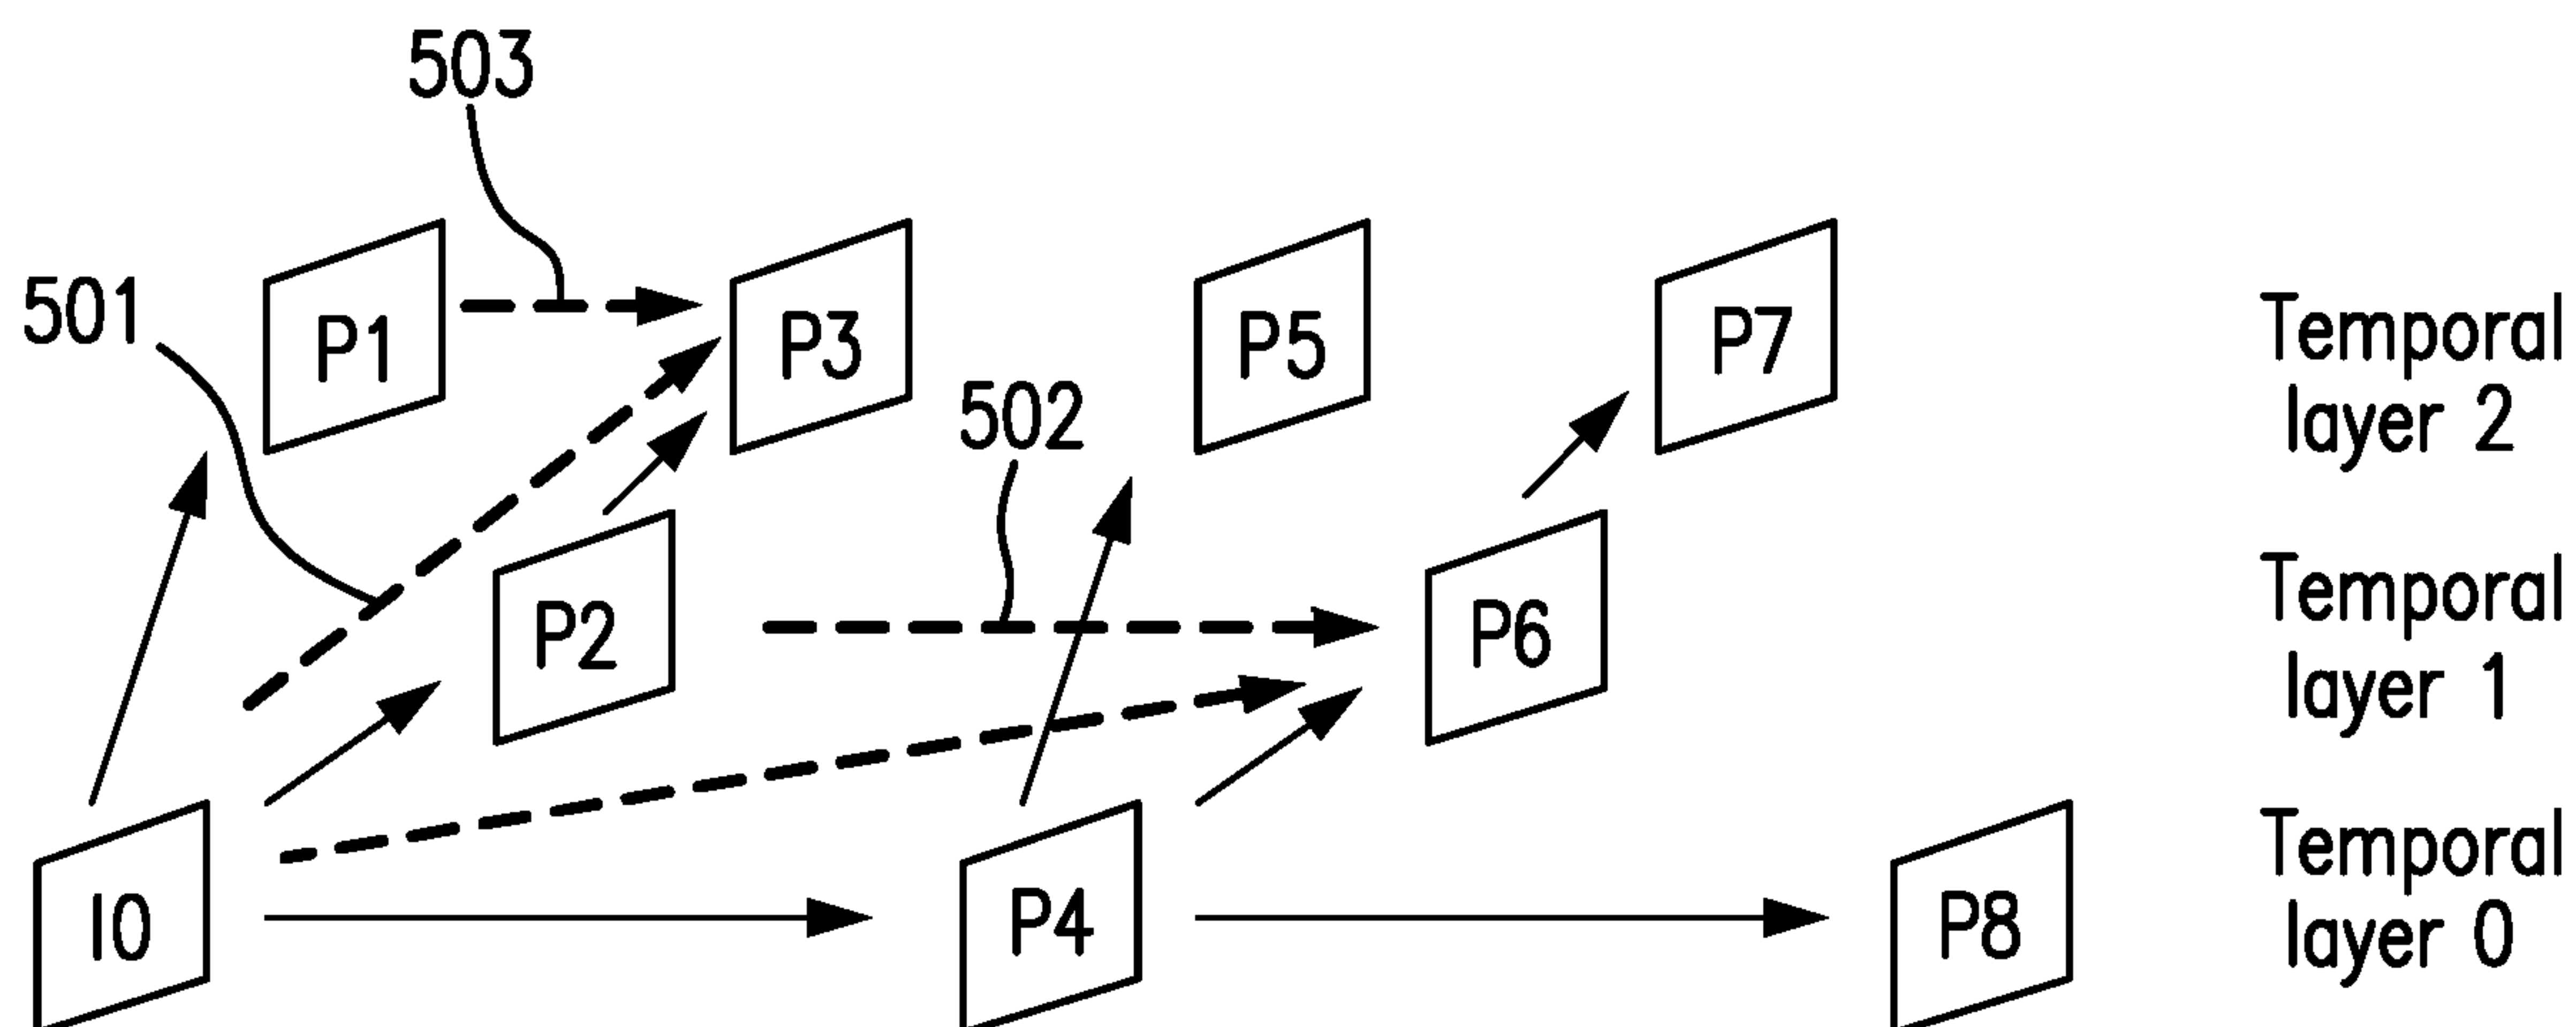 503
501
P1
P3
P5
P7
Temporal
layer 2
502
P2
P6
Temporal
layer 1
I0
P4
P8
Temporal
layer 0